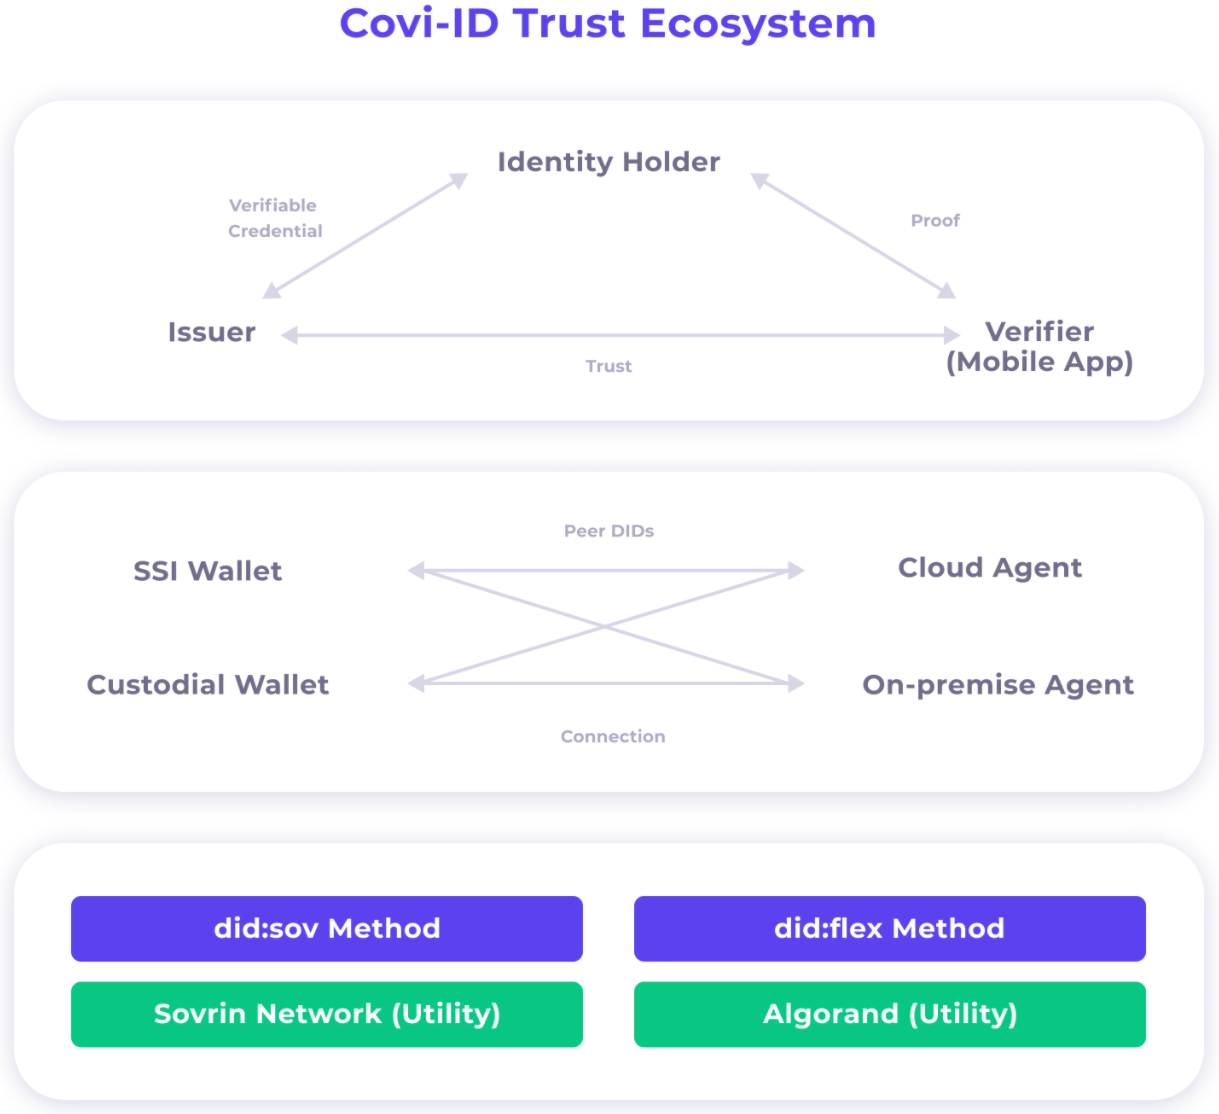 Covi-ID Trust Ecosystem
Identity Holder
Verifiable
Credential
Proof
Issuer
Verifier
(Mobile App)
Trust
Peer DIDs
SSI Wallet
Cloud Agent
Custodial Wallet
On-premise Agent
Connection
did:sov Method
did:flex Method
Sovrin Network (Utility)
Algorand (Utility)